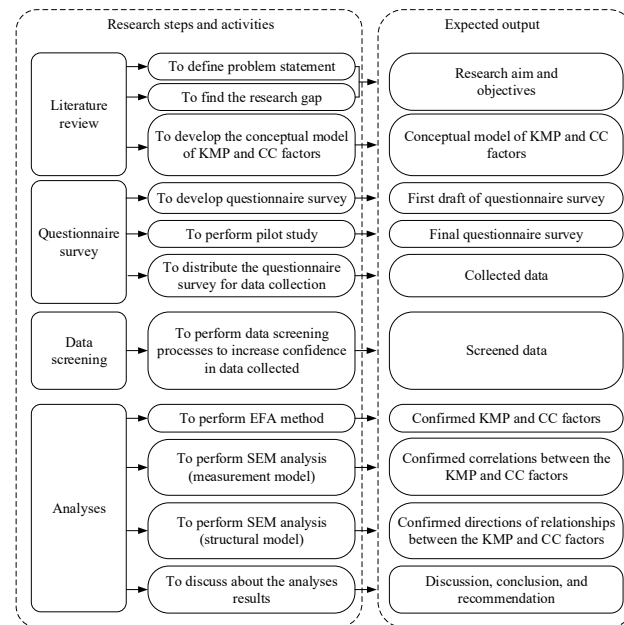 Research steps and activities
Expected output
Literature
review
To define problem statement
To find the research gap
Research aim and
objectives
To develop the conceptual model
of KMP and CC factors
Conceptual model of KMP and CC
factors
Questionnaire
survey
To develop questionnaire survey
First draft of questionnaire survey
To perform pilot study
Final questionnaire survey
To distribute the questionnaire
survey for data collection
Collected data
Data
screening
To perform data screening
processes to increase confidence
in data collected
Screened data
Analyses
To perform EFA method
Confirmed KMP and CC factors
To perform SEM analysis
(measurement model)
Confirmed correlations between the
KMP and CC factors
To perform SEM analysis
(structural model)
Confirmed directions of relationships
between the KMP and CC factors
To discuss about the analyses
results
Discussion, conclusion, and
recommendation